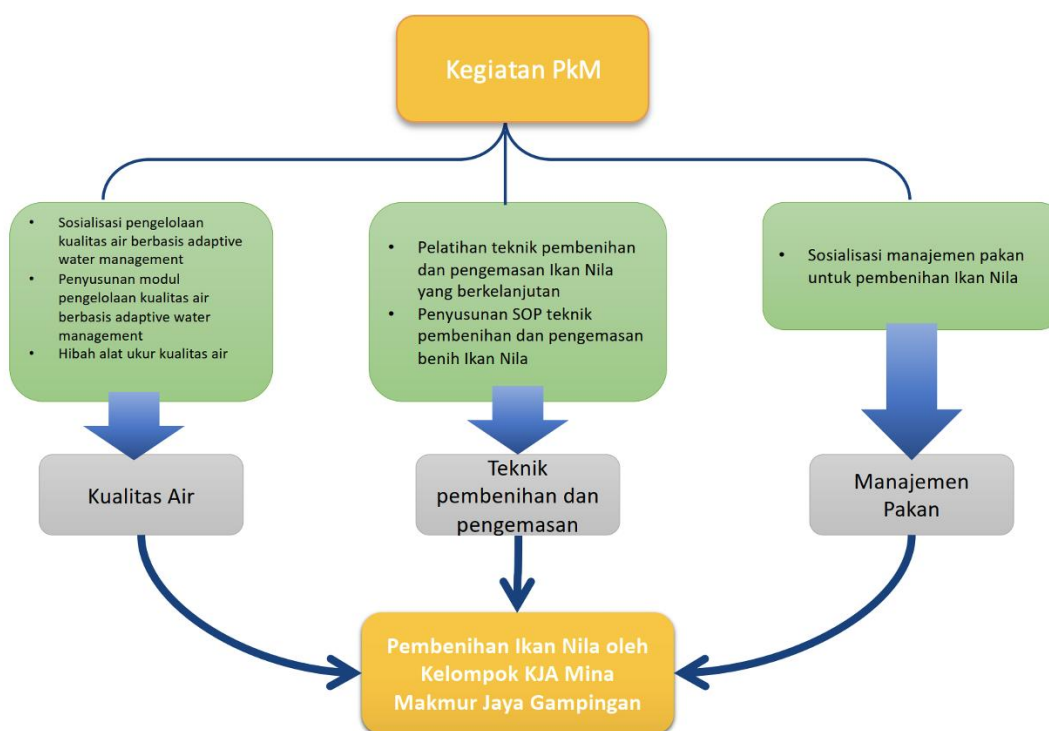 Kegiatan PkM
• Sosialisasi pengelolaan
kualitas air berbasis adaptive
water management
• Penyusunan modul
pengelolaan kualitas air
berbasis adaptive water
management
• Hibah alat ukur kualitas air
• Pelatihan teknik pembenihan
dan pengemasan Ikan Nila
yang berkelanjutan
• Penyusunan SOP teknik
pembenihan dan pengemasan
benih Ikan Nila
• Sosialisasi manajemen pakan
untuk pembenihan Ikan Nila
Kualitas Air
Teknik
pembenihan dan
pengemasan
Manajemen
Pakan
Pembenihan Ikan Nila oleh
Kelompok KJA Mina
Makmur Jaya Gampingan